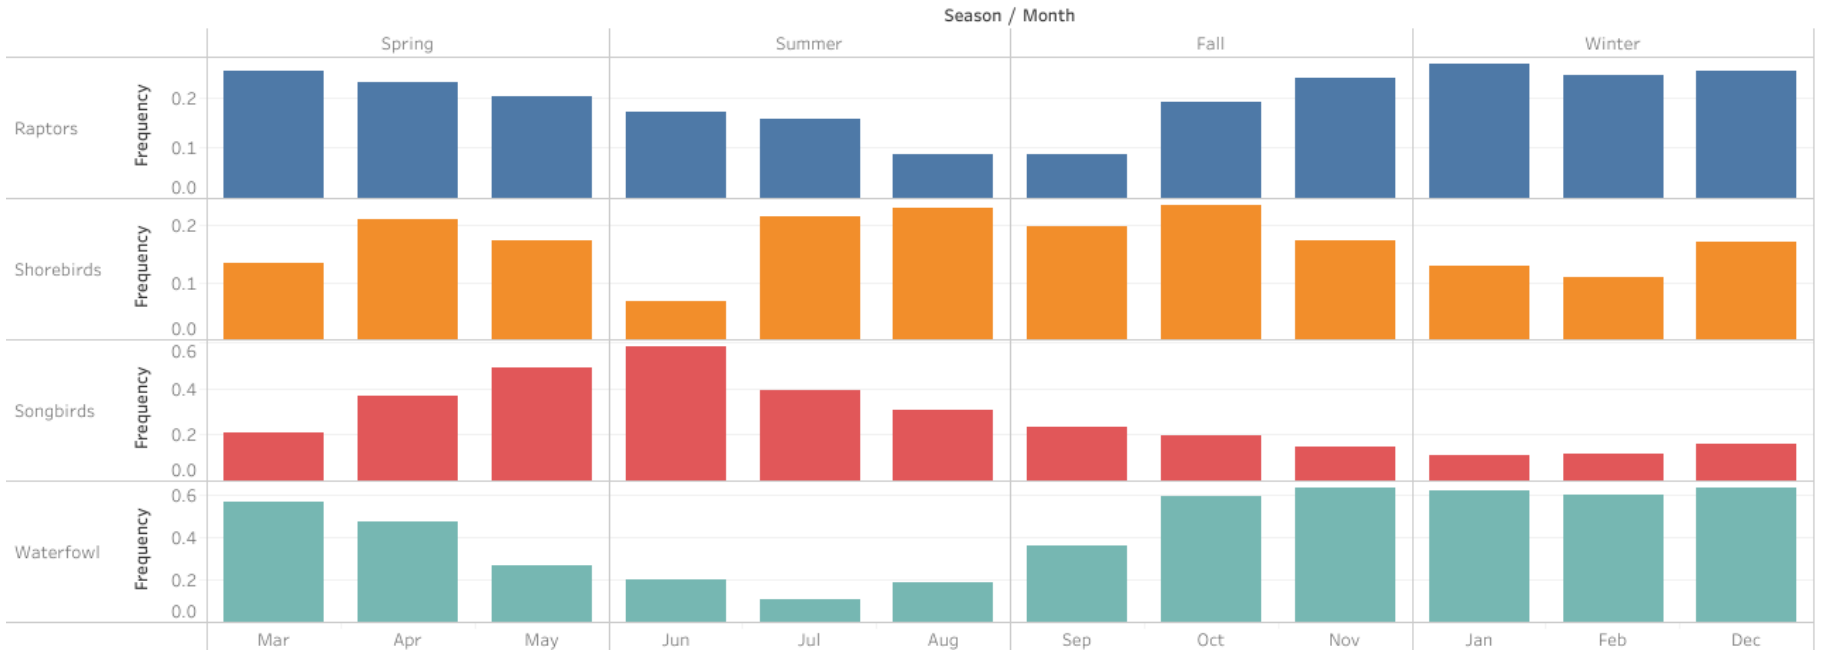 Season / Month
Spring Summer Fall Winter
Raptors
Frequency
0.2
0.1
0.0
Shorebirds
Frequency
0.2
0.1
0.0
Songbirds
Frequency
0.6
0.4
0.2
0.0
Waterfowl
Frequency
0.6
0.4
0.2
0.0
Mar Apr May Jun Jul Aug Sep Oct Nov Jan Feb Dec